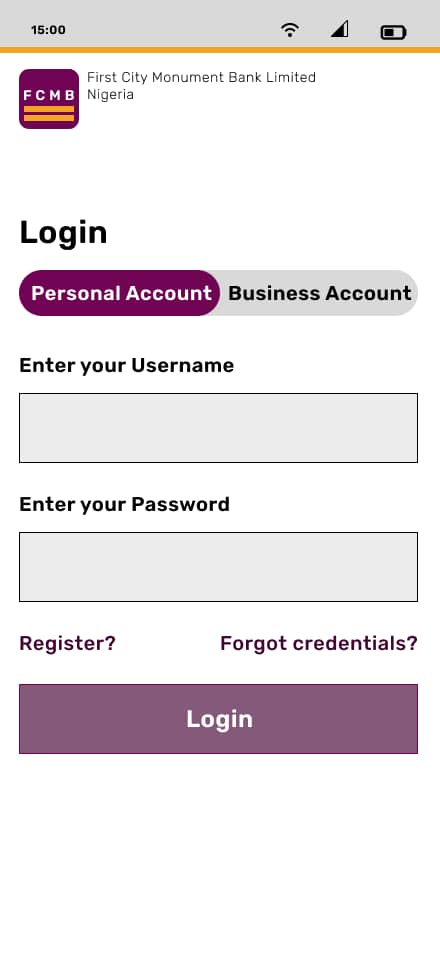 15:00
First City Monument Bank Limited
Nigeria
FCMB
Login
Personal Account Business Account
Enter your Username
Enter your Password
Register? Forgot credentials?
Login